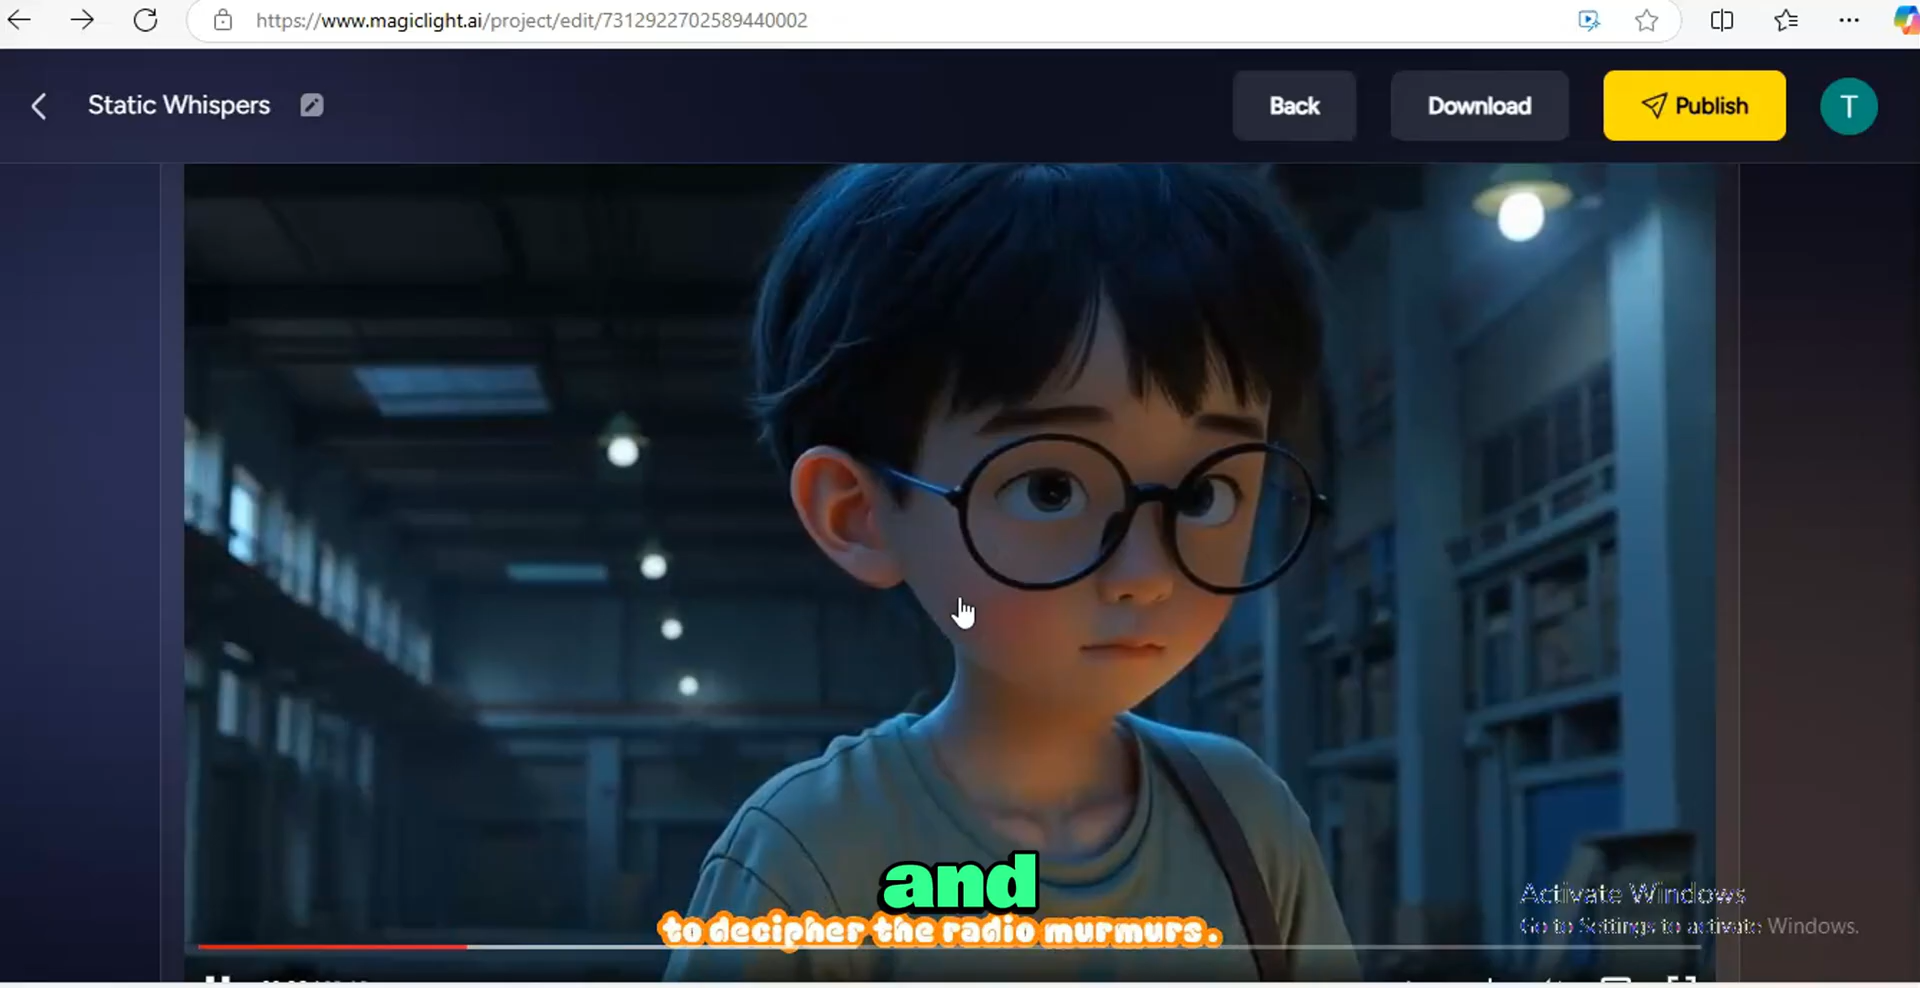 https://www.magiclight.ai/project/edit/7312922702589440002
Static Whispers
Back
Download
Publish
T
and
to decipher the radio murmurs.
Activate Windows
Go to Settings to activate Windows.